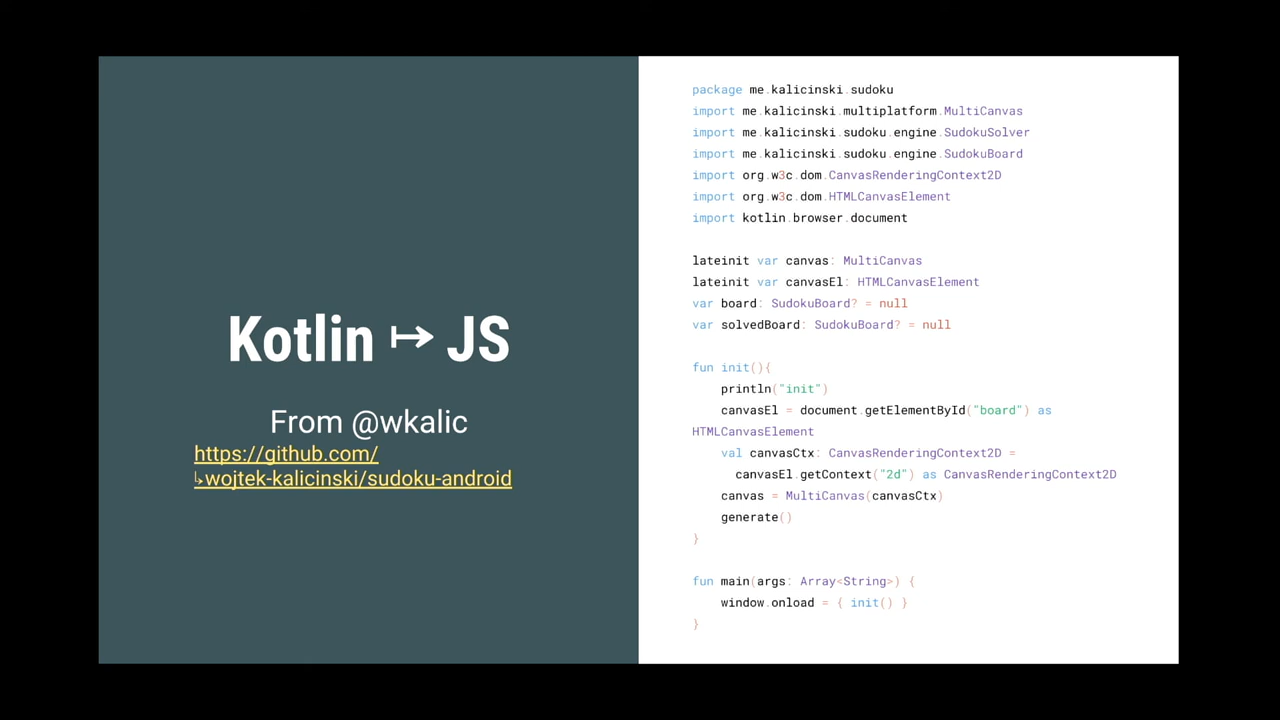 Kotlin ↦ JS
From @wkalic
https://github.com/
↳wojtek-kalicinski/sudoku-android
package me.kalicinski.sudoku
import me.kalicinski.multiplatform.MultiCanvas
import me.kalicinski.sudoku.engine.SudokuSolver
import me.kalicinski.sudoku.engine.SudokuBoard
import org.w3c.dom.CanvasRenderingContext2D
import org.w3c.dom.HTMLCanvasElement
import kotlin.browser.document
lateinit var canvas: MultiCanvas
lateinit var canvasEl: HTMLCanvasElement
var board: SudokuBoard? = null
var solvedBoard: SudokuBoard? = null
fun init(){
    println("init")
    canvasEl = document.getElementById("board") as
HTMLCanvasElement
    val canvasCtx: CanvasRenderingContext2D =
      canvasEl.getContext("2d") as CanvasRenderingContext2D
    canvas = MultiCanvas(canvasCtx)
    generate()
}
fun main(args: Array<String>) {
    window.onload = { init() }
}